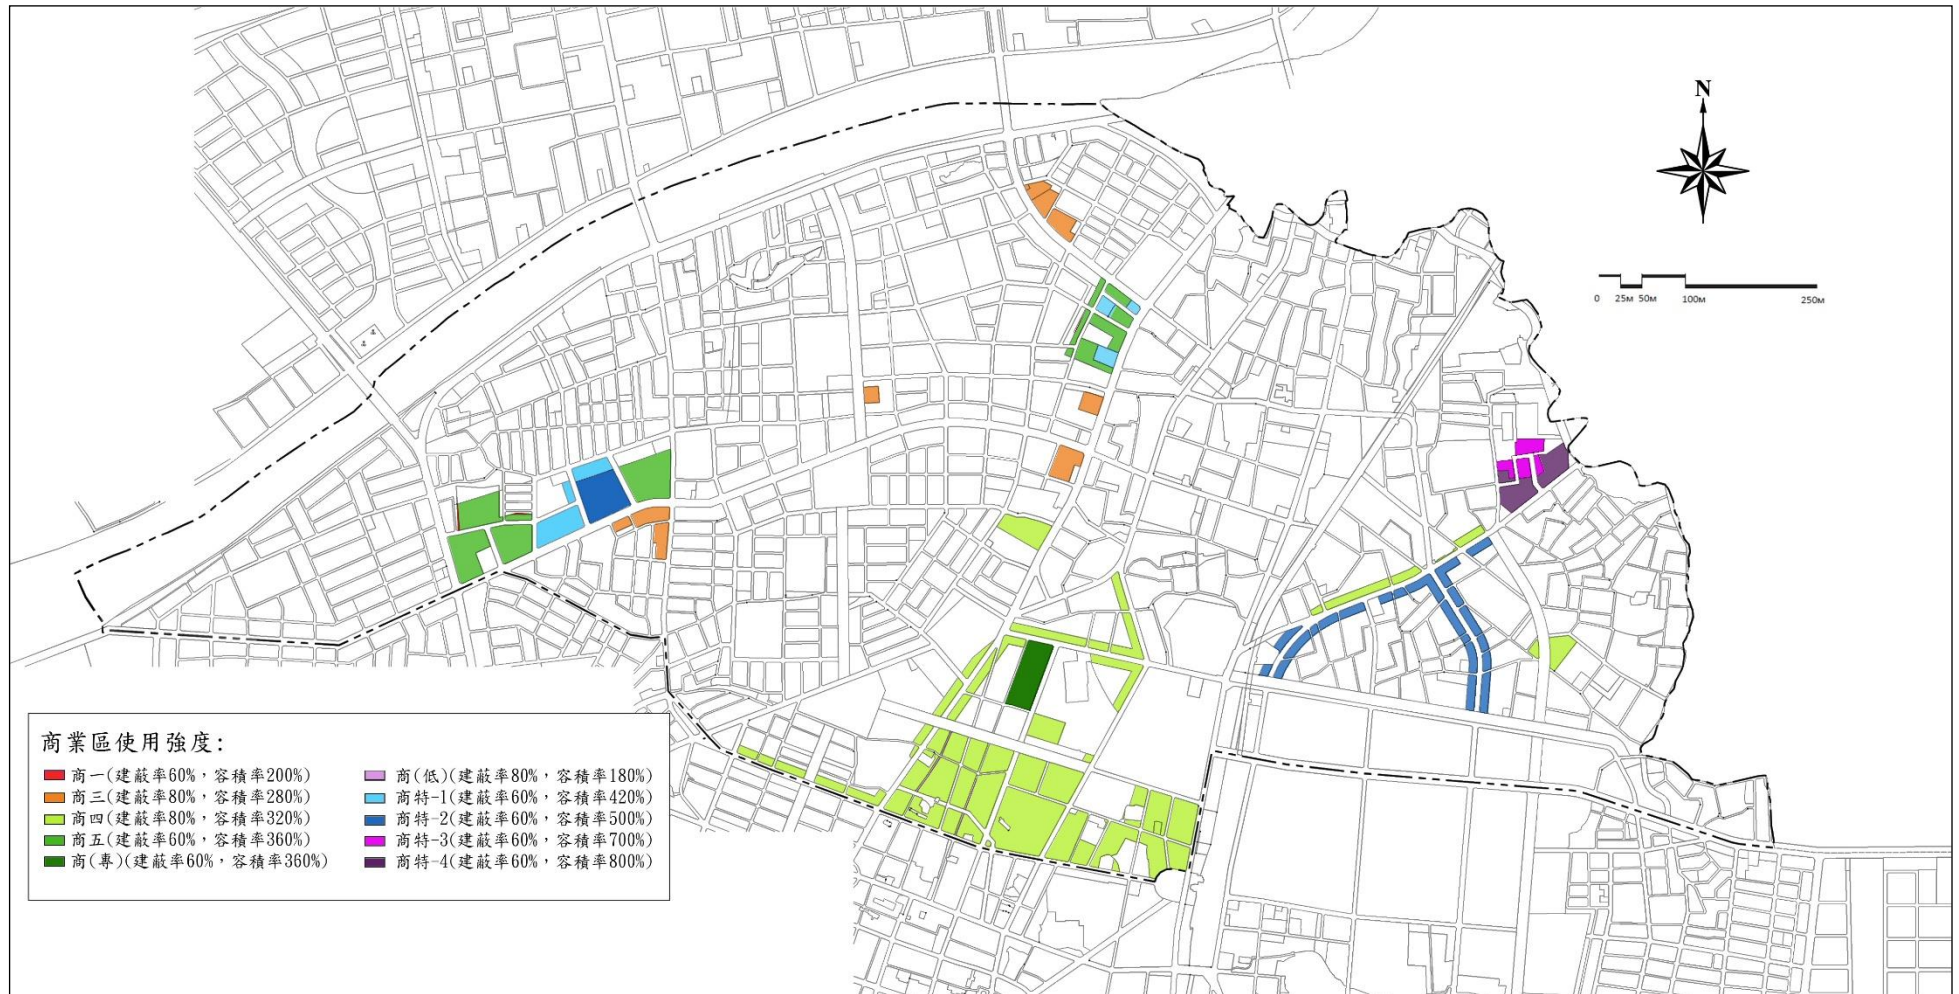 N
0 25M 50M 100M 250M
商業區使用強度:
商一(建蔽率60%,容積率200%)
商三(建蔽率80%,容積率280%)
商四(建蔽率80%,容積率320%)
商五(建蔽率60%,容積率360%)
商(專)(建蔽率60%,容積率360%)
商(低)(建蔽率80%,容積率180%)
商特-1(建蔽率60%,容積率420%)
商特-2(建蔽率60%,容積率500%)
商特-3(建蔽率60%,容積率700%)
商特-4(建蔽率60%,容積率800%)